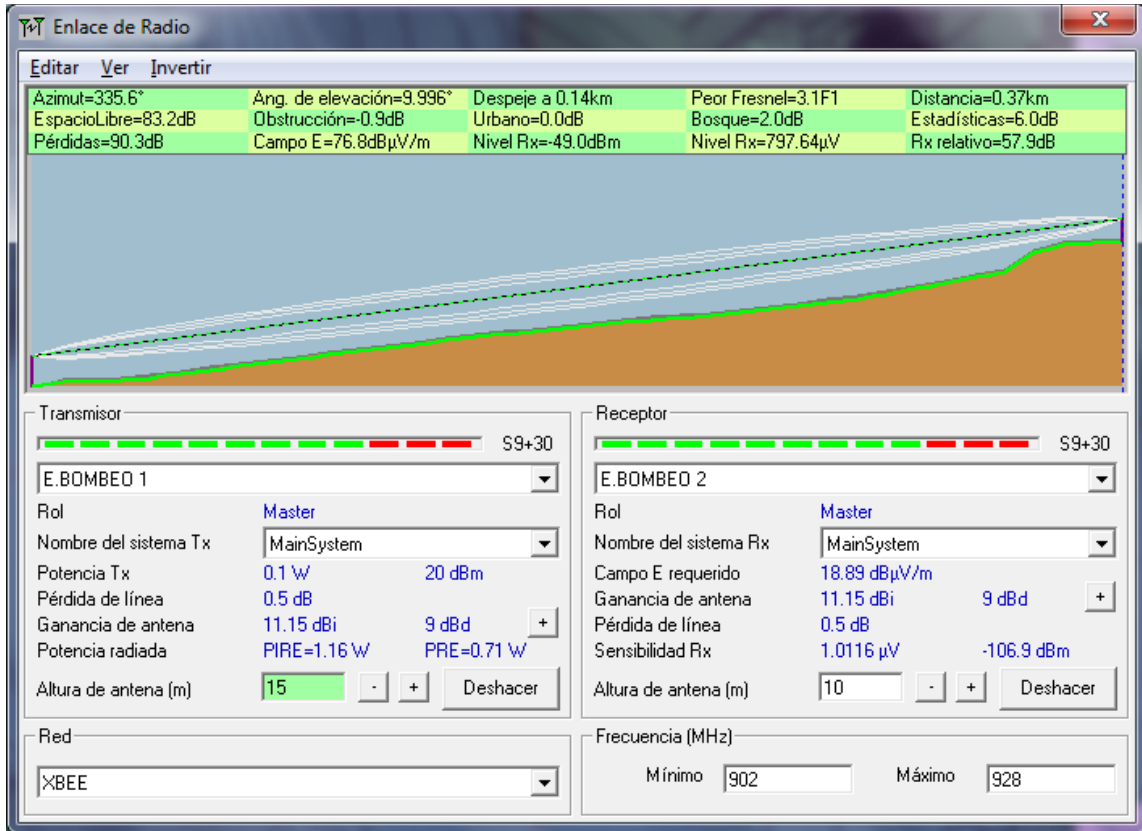 Enlace de Radio
Editar Ver Invertir
Azimut=335.6° Ang. de elevación=9.996° Despeje a 0.14km Peor Fresnel=3.1F1 Distancia=0.37km
EspacioLibre=83.2dB Obstrucción=-0.9dB Urbano=0.0dB Bosque=2.0dB Estadísticas=6.0dB
Pérdidas=90.3dB Campo E=76.8dBµV/m Nivel Rx=-49.0dBm Nivel Rx=797.64µV Rx relativo=57.9dB
Transmisor
S9+30
E.BOMBEO 1
Rol Master
Nombre del sistema Tx MainSystem
Potencia Tx 0.1 W 20 dBm
Pérdida de línea 0.5 dB
Ganancia de antena 11.15 dBi 9 dBd +
Potencia radiada PIRE=1.16 W PRE=0.71 W
Altura de antena (m) 15 - + Deshacer
Receptor
S9+30
E.BOMBEO 2
Rol Master
Nombre del sistema Rx MainSystem
Campo E requerido 18.89 dBµV/m
Ganancia de antena 11.15 dBi 9 dBd +
Pérdida de línea 0.5 dB
Sensibilidad Rx 1.0116 µV -106.9 dBm
Altura de antena (m) 10 - + Deshacer
Red
XBEE
Frecuencia (MHz)
Mínimo 902 Máximo 928